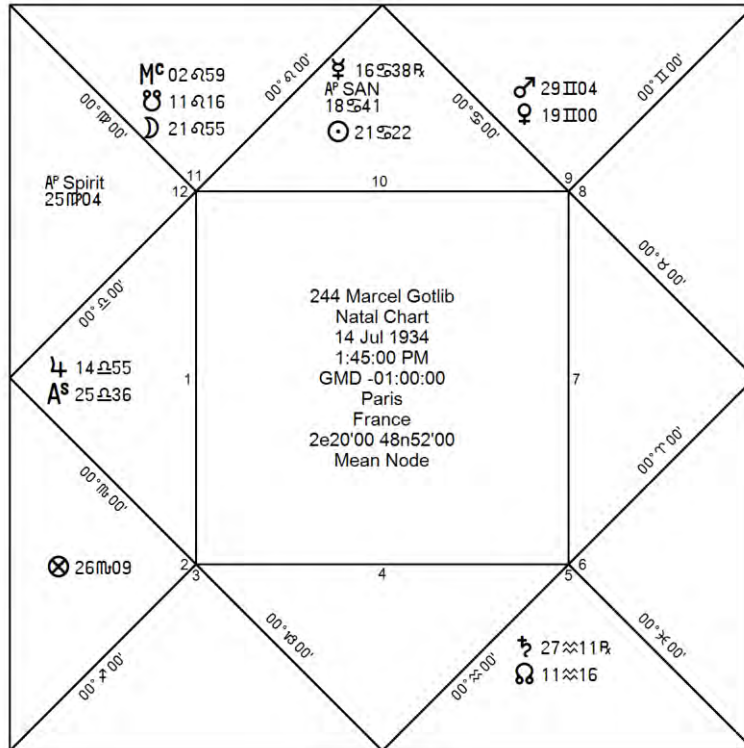 Mᶜ 02♌59
☋ 11♌16
☽ 21♌55
00°♌00'
☿ 16♋38℞
Aᴾ SAN
18♋41
☉ 21♋22
00°♋00'
♂ 29♊04
♀ 19♊00
00°♊00'
00°♍00'
11
12
10
9
8
Aᴾ Spirit
25♍04
00°♎00'
00°♉00'
244 Marcel Gotlib
Natal Chart
14 Jul 1934
1:45:00 PM
GMD -01:00:00
Paris
France
2e20'00 48n52'00
Mean Node
♃ 14♎55
Aˢ 25♎36
1
7
00°♏00'
00°♈00'
⊗ 26♏09
2
3
4
5
6
00°♐00'
00°♑00'
00°♒00'
♄ 27♒11℞
☊ 11♒16
00°♓00'